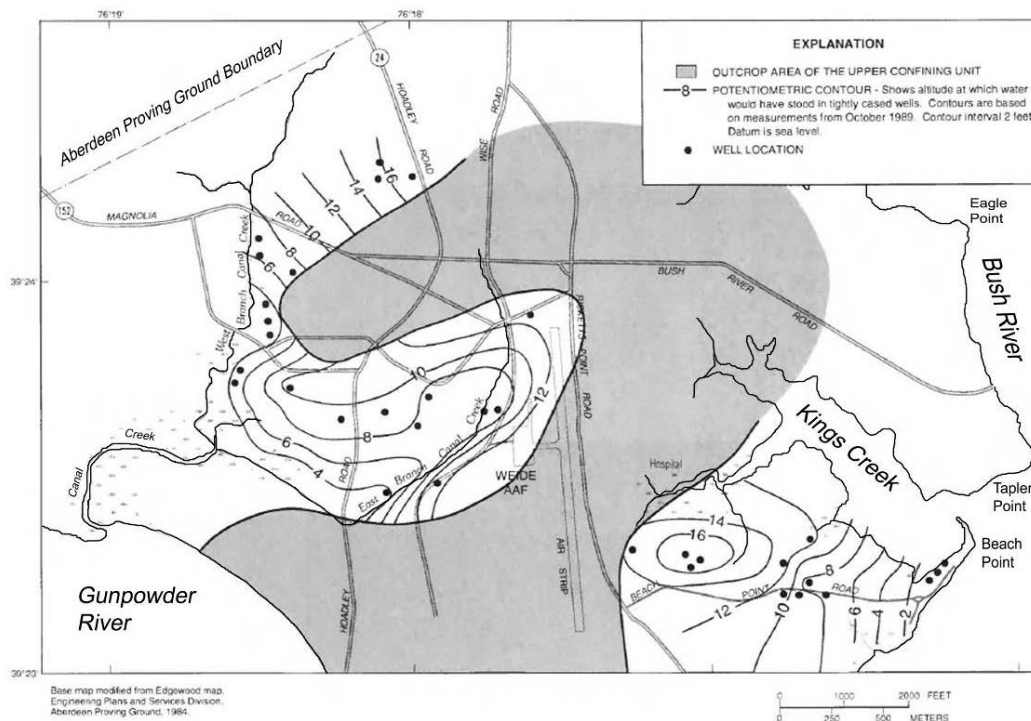 76°19'
76°18'
Aberdeen Proving Ground Boundary
24
HOADLEY
ROAD
WISE
ROAD
EXPLANATION
OUTCROP AREA OF THE UPPER CONFINING UNIT
8 POTENTIOMETRIC CONTOUR - Shows altitude at which water
would have stood in tightly cased wells. Contours are based
on measurements from October 1989. Contour interval 2 feet
Datum is sea level.
WELL LOCATION
152
MAGNOLIA
ROAD
16
14
12
10
8
6
West Branch Canal Creek
Eagle
Point
39°24'
BUSH
RIVER
ROAD
Bush River
RICKETTS POINT ROAD
10
12
8
6
4
Creek
Canal
ROAD
East Branch Canal Creek
WEIDE
AAF
Hospital
Kings Creek
Tapler
Point
Beach
Point
14
16
8
AIR STRIP
BEACH
POINT
ROAD
12
10
6
4
2
Gunpowder
River
HOADLEY
39°23'
Base map modified from Edgewood map,
Engineering Plans and Services Division.
Aberdeen Proving Ground, 1984.
0 1000 2000 FEET
0 250 500 METERS